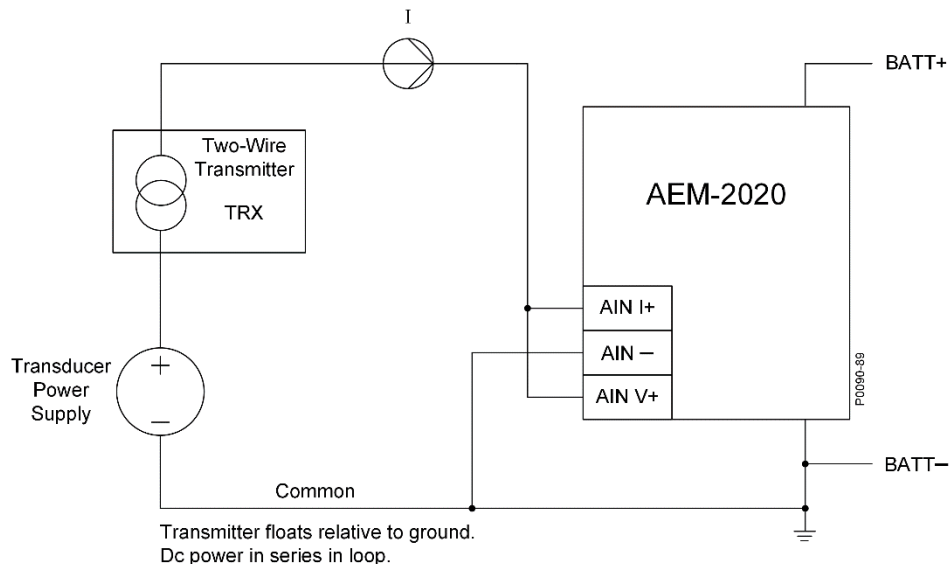 I
BATT+
Two-Wire
Transmitter
TRX
AEM-2020
AIN I+
AIN –
AIN V+
Transducer
Power
Supply
+
–
P0090-89
BATT–
Common
Transmitter floats relative to ground.
Dc power in series in loop.